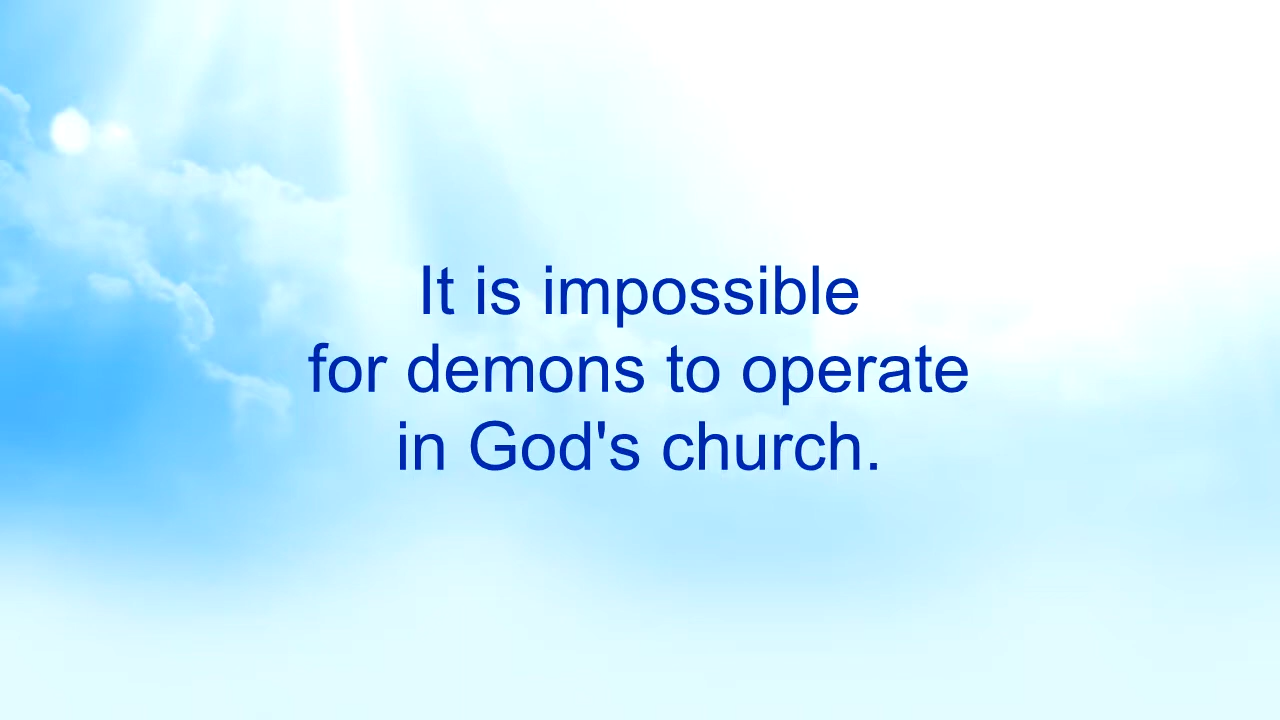 It is impossible
for demons to operate
in God's church.